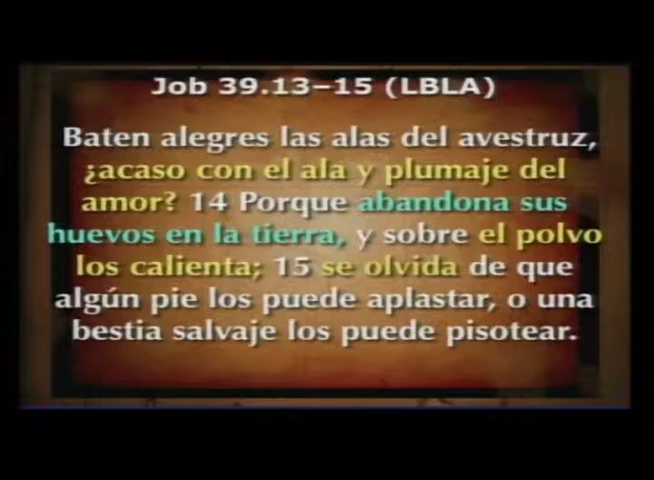 Job 39.13–15 (LBLA)
Baten alegres las alas del avestruz,
¿acaso con el ala y plumaje del
amor? 14 Porque abandona sus
huevos en la tierra, y sobre el polvo
los calienta; 15 se olvida de que
algún pie los puede aplastar, o una
bestia salvaje los puede pisotear.